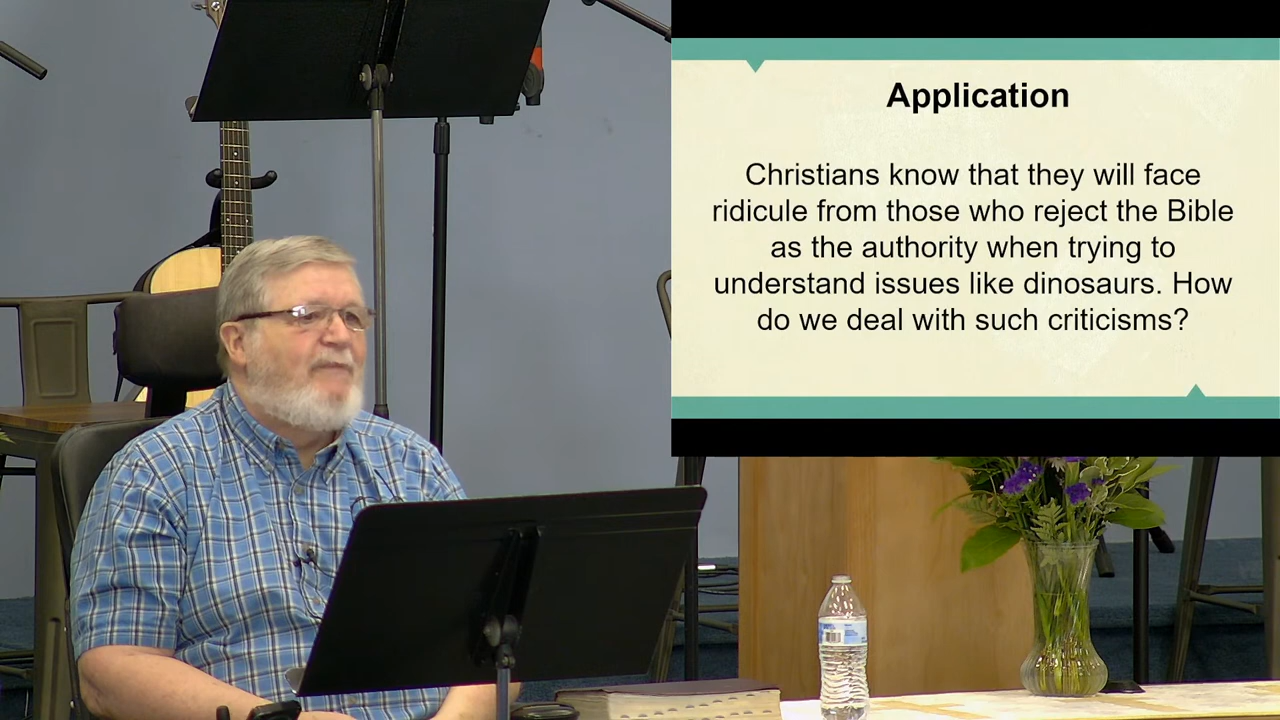 Application
Christians know that they will face
ridicule from those who reject the Bible
as the authority when trying to
understand issues like dinosaurs. How
do we deal with such criticisms?